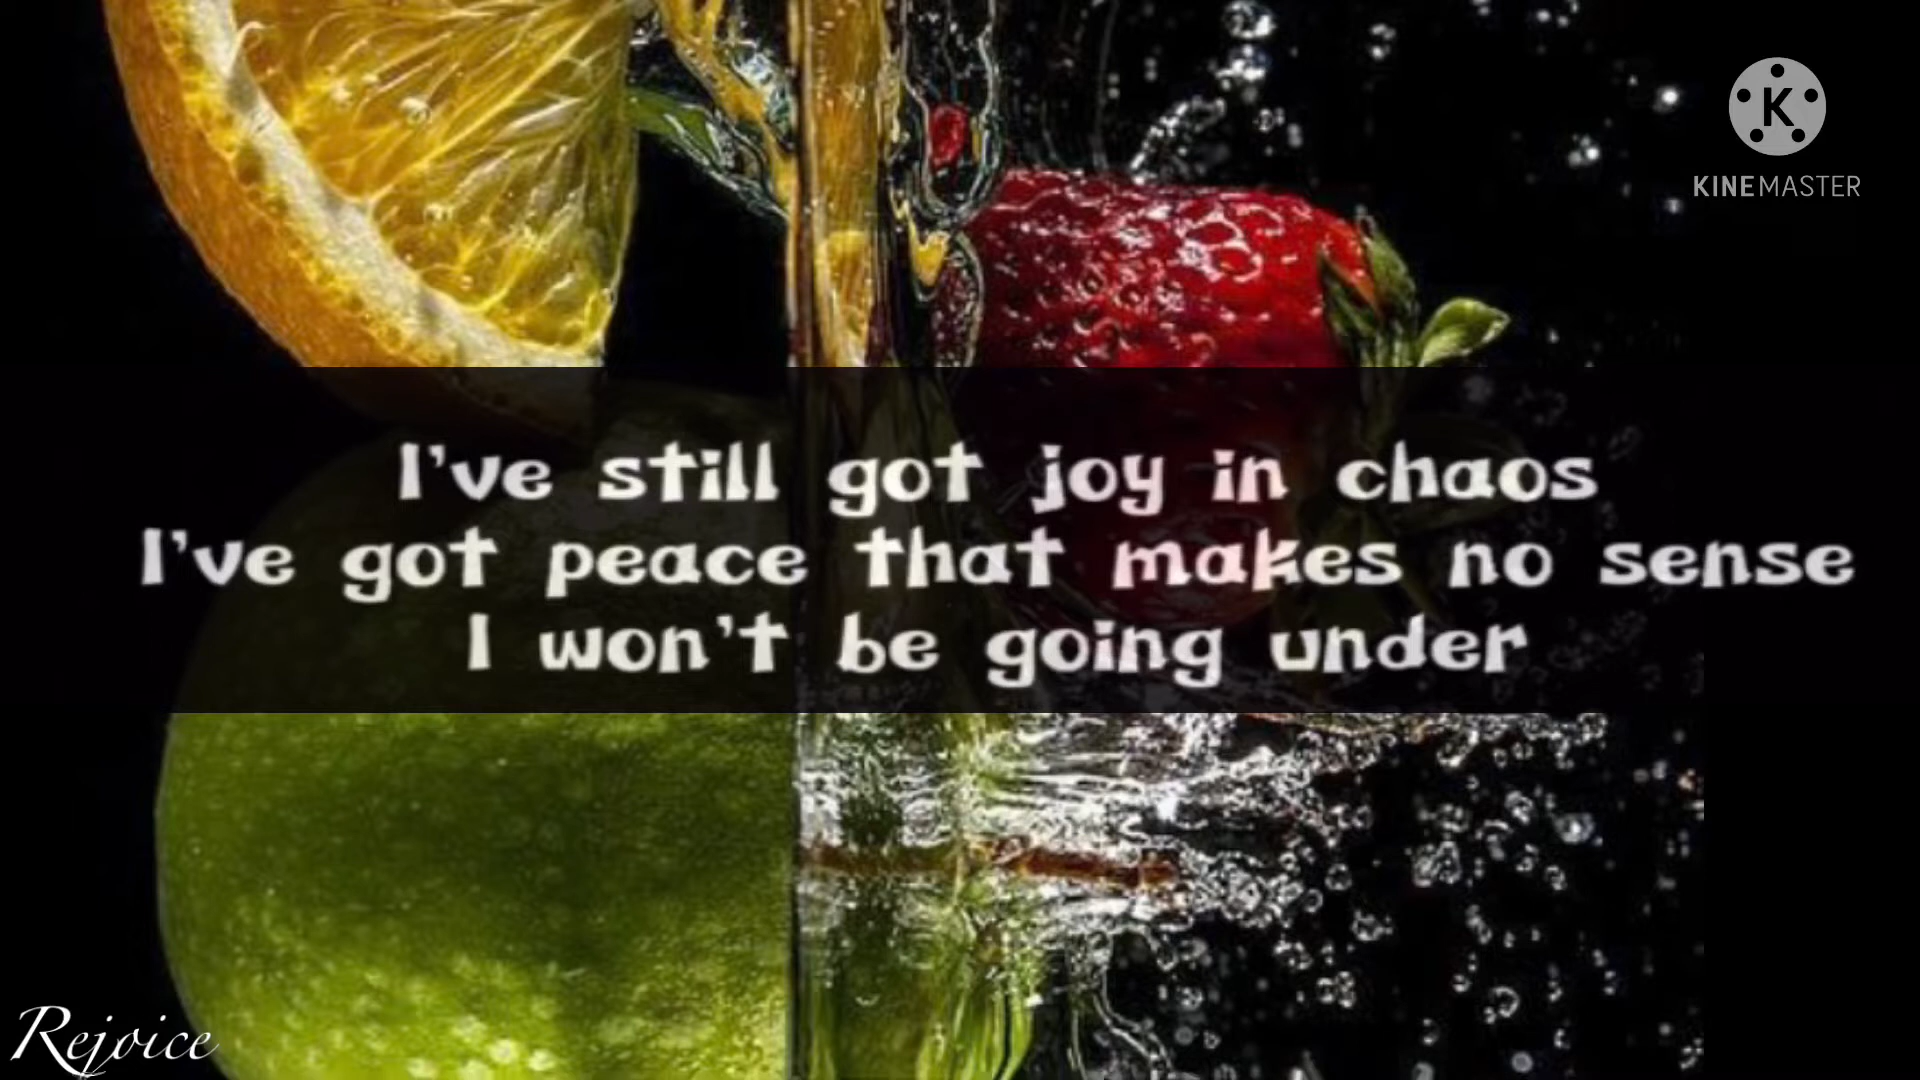 K
KINEMASTER
I've still got joy in chaos
I've got peace that makes no sense
I won't be going under
Rejoice